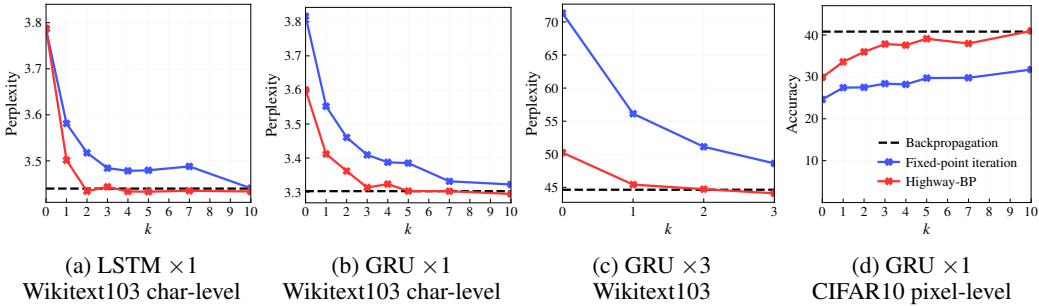 3.8
3.7
3.6
3.5
Perplexity
0 1 2 3 4 5 6 7 8 9 10
k
(a) LSTM ×1
Wikitext103 char-level
3.8
3.7
3.6
3.5
3.4
3.3
Perplexity
0 1 2 3 4 5 6 7 8 9 10
k
(b) GRU ×1
Wikitext103 char-level
70
65
60
55
50
45
Perplexity
0 1 2 3
k
(c) GRU ×3
Wikitext103
40
30
20
10
Accuracy
Backpropagation
Fixed-point iteration
Highway-BP
0 1 2 3 4 5 6 7 8 9 10
k
(d) GRU ×1
CIFAR10 pixel-level